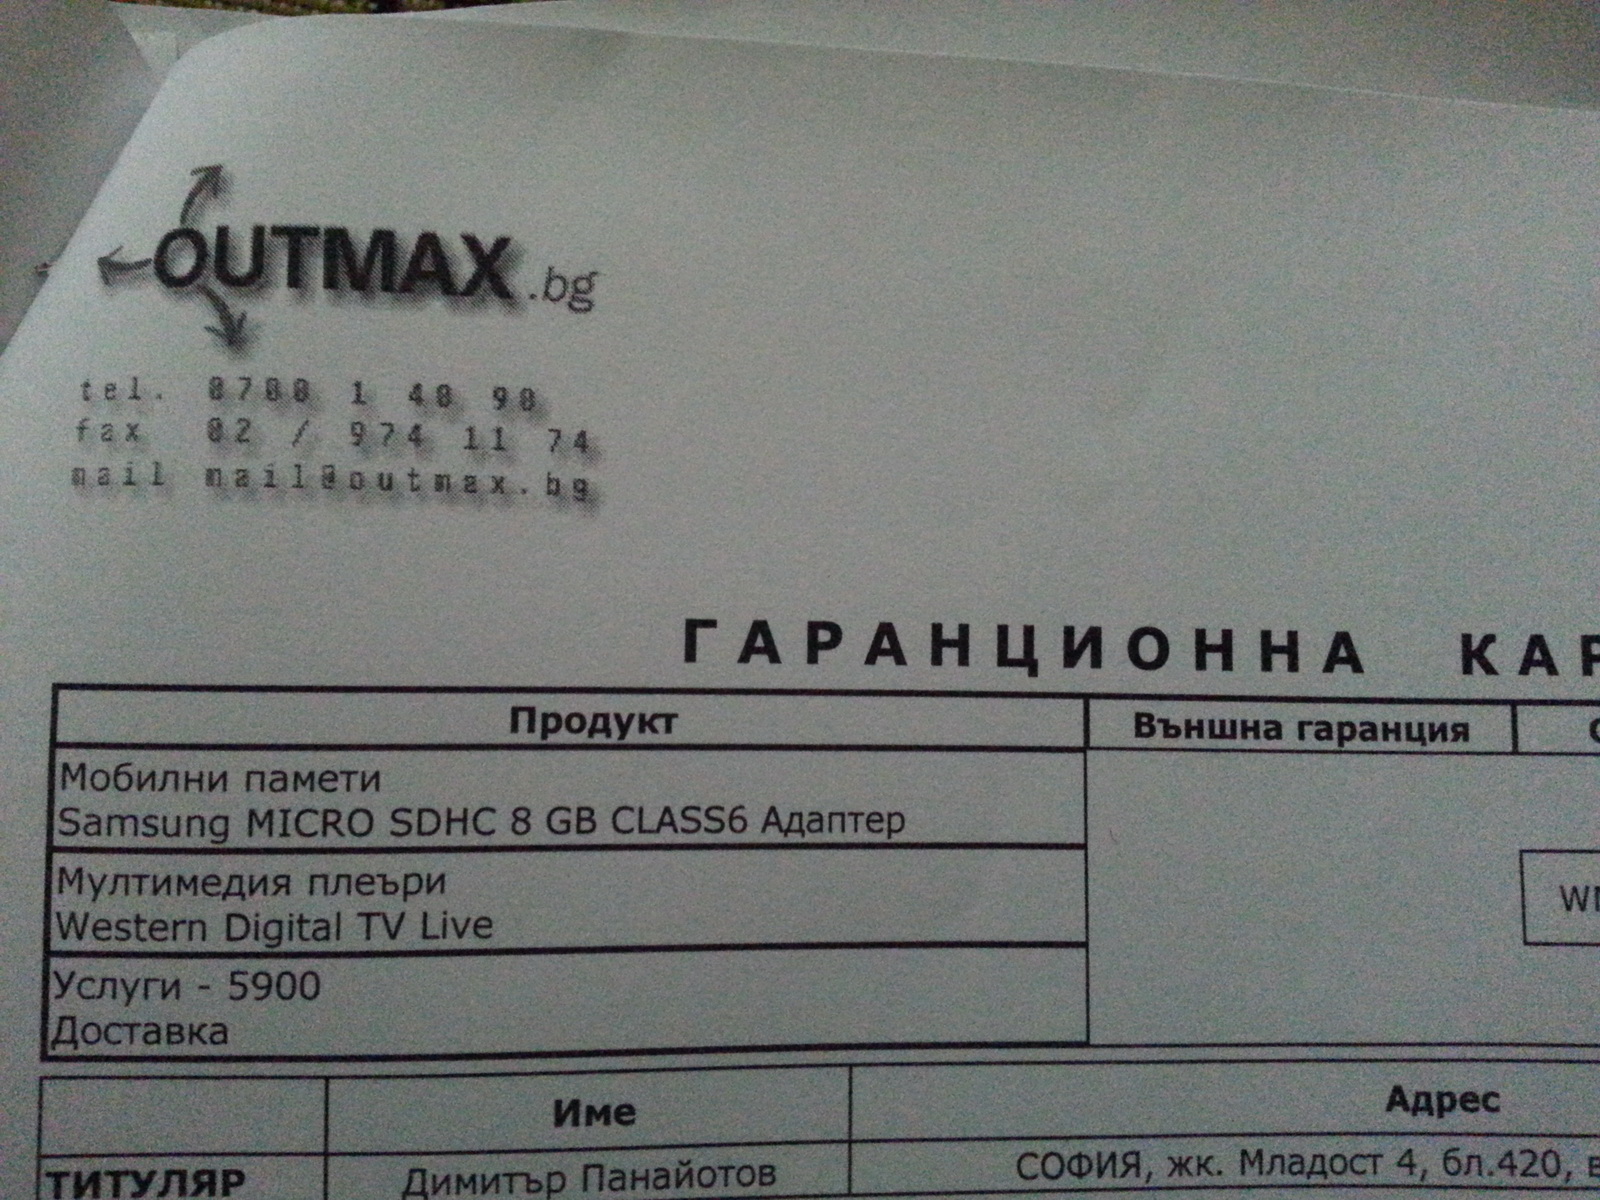 OUTMAX.bg
tel. 0700 1 40 90
fax 02 / 974 11 74
mail mail@outmax.bg
ГАРАНЦИОННА КАР
Продукт Външна гаранция
Мобилни памети
Samsung MICRO SDHC 8 GB CLASS6 Адаптер
Мултимедия плеъри
Western Digital TV Live
Услуги - 5900
Доставка
Име Адрес
ТИТУЛЯР Димитър Панайотов СОФИЯ, жк. Младост 4, бл.420,